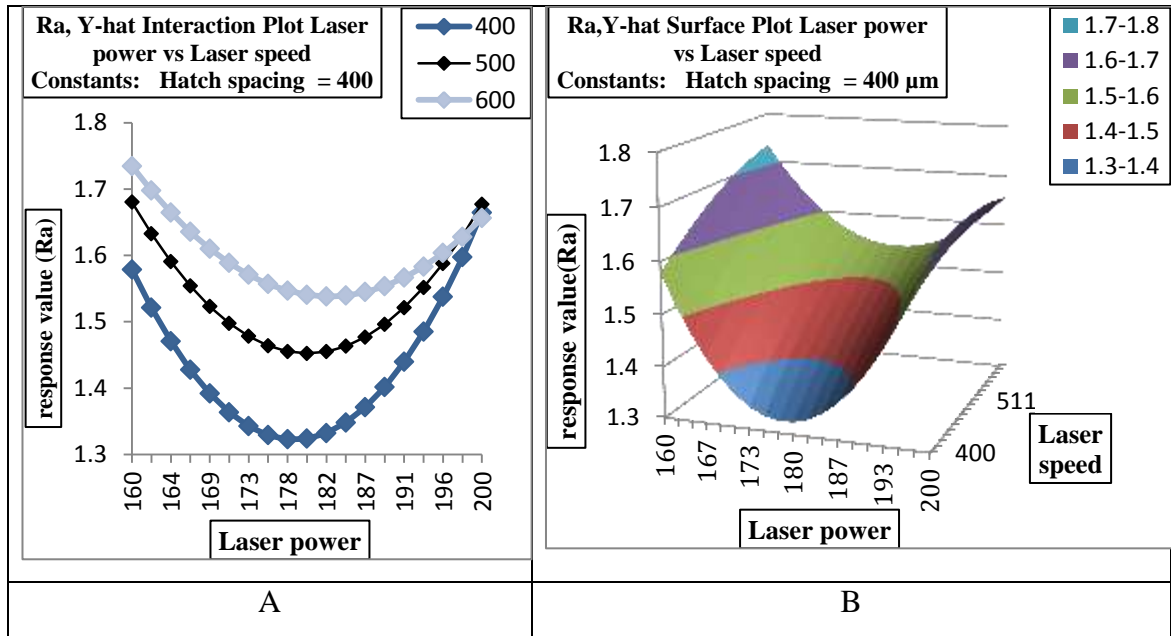 Ra, Y-hat Interaction Plot Laser
power vs Laser speed
Constants: Hatch spacing = 400
400
500
600
1.8
1.7
1.6
1.5
1.4
1.3
response value (Ra)
160
164
169
173
178
182
187
191
196
200
Laser power
A
Ra,Y-hat Surface Plot Laser power
vs Laser speed
Constants: Hatch spacing = 400 µm
1.7-1.8
1.6-1.7
1.5-1.6
1.4-1.5
1.3-1.4
1.8
1.7
1.6
1.5
1.4
1.3
response value(Ra)
160
167
173
180
187
193
200
Laser power
511
400
Laser
speed
B